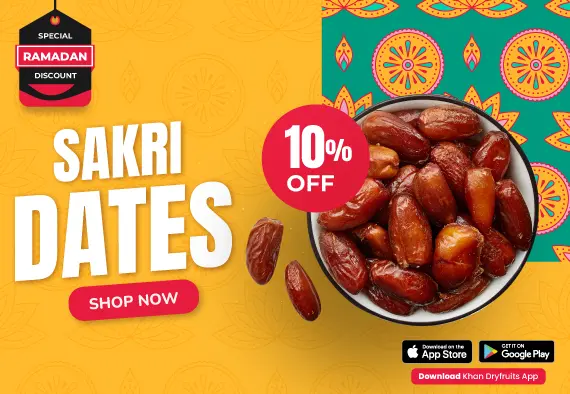 SPECIAL
RAMADAN
DISCOUNT
SAKRI
DATES
SHOP NOW
10%
OFF
Download on the
App Store
GET IT ON
Google Play
Download Khan Dryfruits App